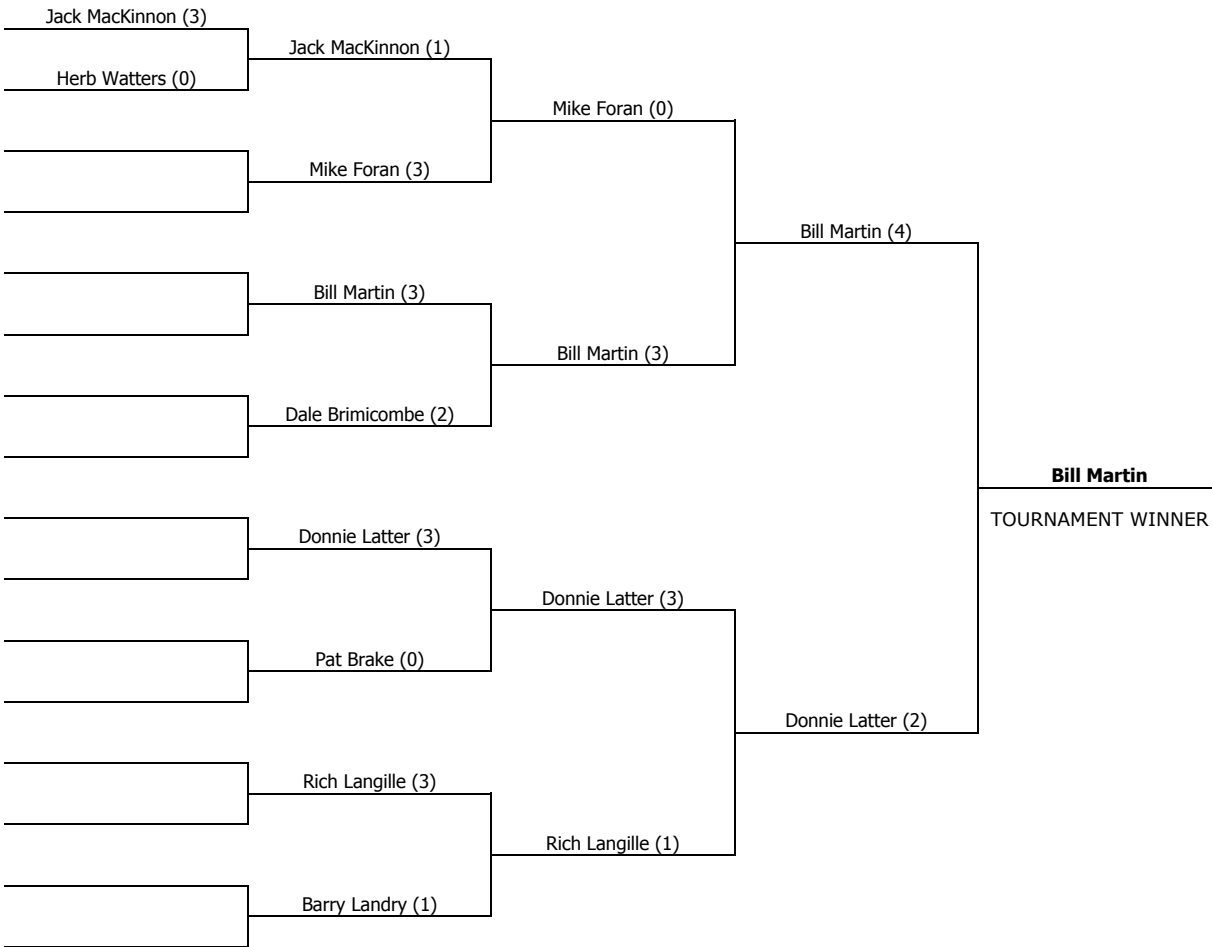 Jack MacKinnon (3)
Jack MacKinnon (1)
Herb Watters (0)
Mike Foran (0)
Mike Foran (3)
Bill Martin (4)
Bill Martin (3)
Bill Martin (3)
Dale Brimicombe (2)
Bill Martin
TOURNAMENT WINNER
Donnie Latter (3)
Donnie Latter (3)
Pat Brake (0)
Donnie Latter (2)
Rich Langille (3)
Rich Langille (1)
Barry Landry (1)